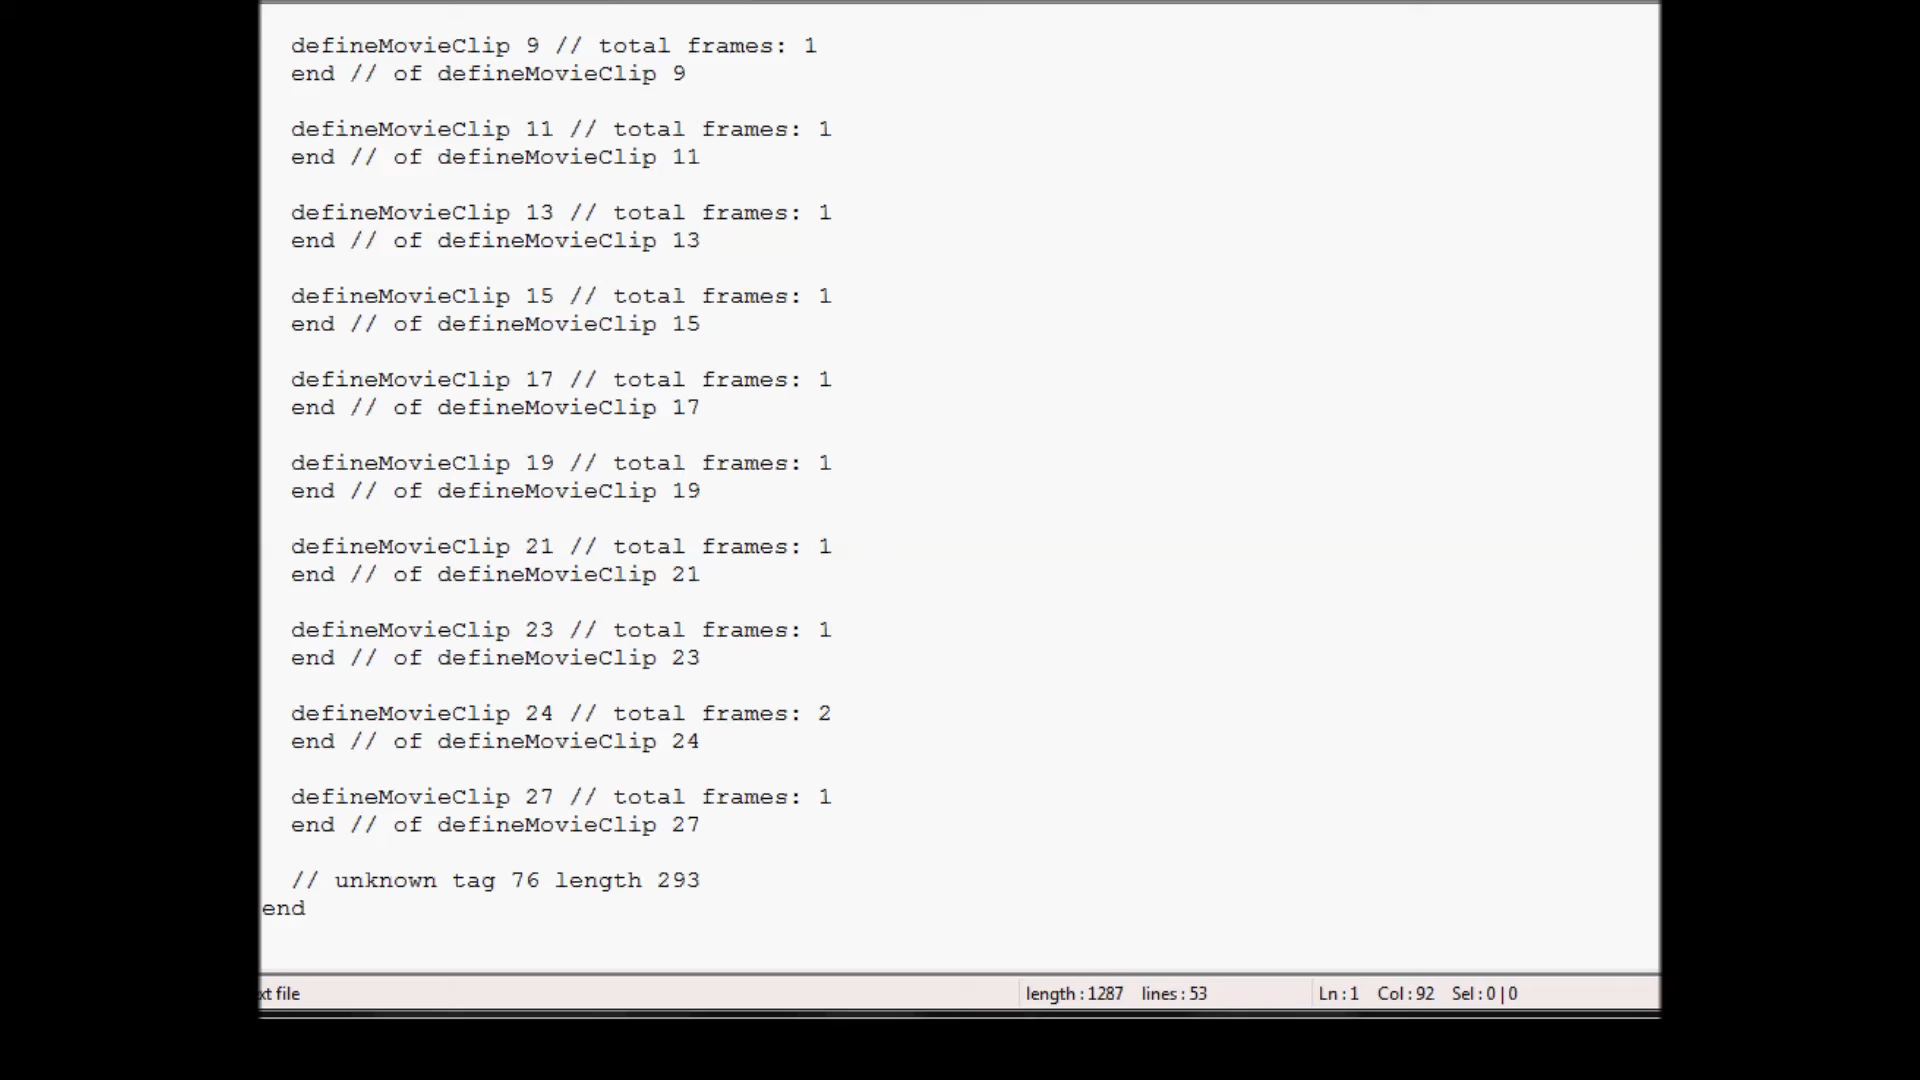 defineMovieClip 9 // total frames: 1
end // of defineMovieClip 9
defineMovieClip 11 // total frames: 1
end // of defineMovieClip 11
defineMovieClip 13 // total frames: 1
end // of defineMovieClip 13
defineMovieClip 15 // total frames: 1
end // of defineMovieClip 15
defineMovieClip 17 // total frames: 1
end // of defineMovieClip 17
defineMovieClip 19 // total frames: 1
end // of defineMovieClip 19
defineMovieClip 21 // total frames: 1
end // of defineMovieClip 21
defineMovieClip 23 // total frames: 1
end // of defineMovieClip 23
defineMovieClip 24 // total frames: 2
end // of defineMovieClip 24
defineMovieClip 27 // total frames: 1
end // of defineMovieClip 27
// unknown tag 76 length 293
end
xt file length : 1287 lines : 53 Ln : 1 Col : 92 Sel : 0 | 0